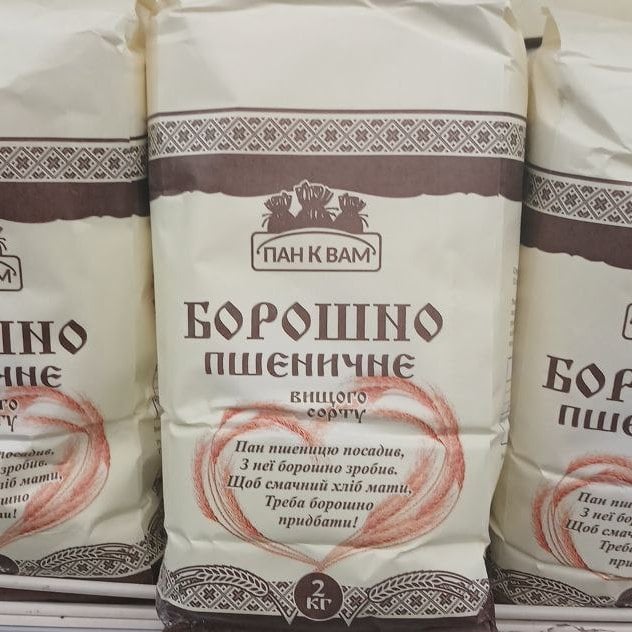 ПАН К ВАМ
БОРОШНО
ПШЕНИЧНЕ
ВИЩОГО
СОРТУ
Пан пшеницю посадив,
З неї борошно зробив.
Щоб смачний хліб мати,
Треба борошно
придбати!
2
КГ